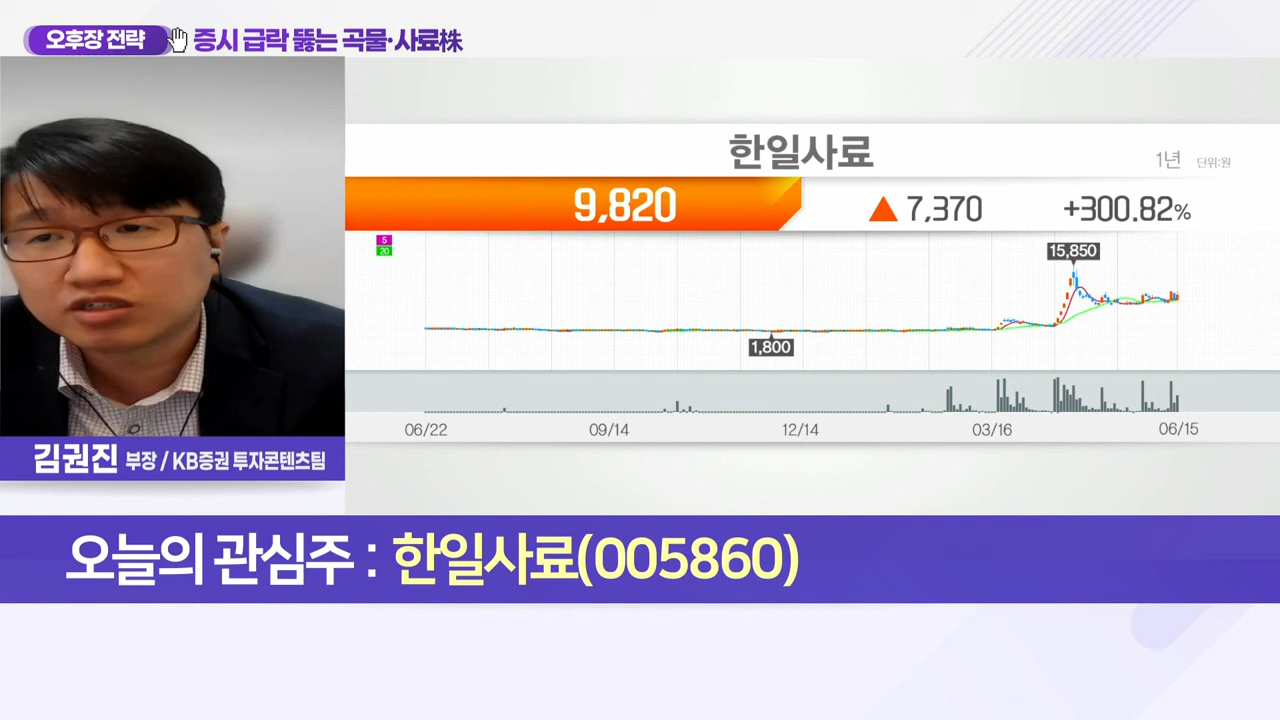 오후장 전략
증시 급락 뚫는 곡물·사료株
한일사료
1년 단위:원
9,820 ▲ 7,370 +300.82%
5
20
15,850
1,800
06/22 09/14 12/14 03/16 06/15
김권진 부장 / KB증권 투자콘텐츠팀
오늘의 관심주 : 한일사료(005860)